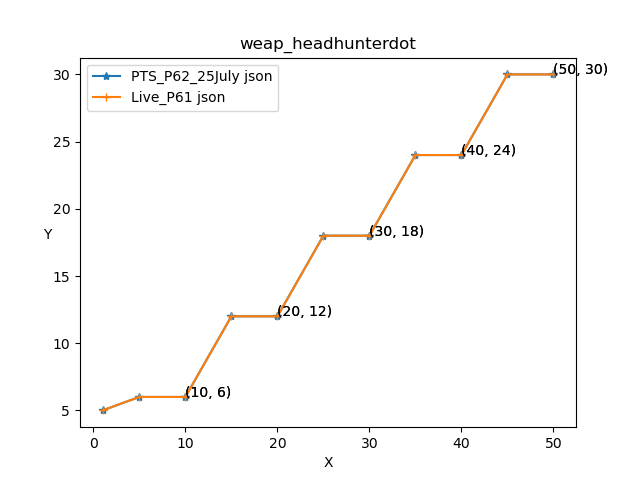 weap_headhunterdot
PTS_P62_25July json
Live_P61 json
(50, 30)
(40, 24)
(30, 18)
(20, 12)
(10, 6)
30
25
20
15
10
5
Y
0 10 20 30 40 50
X